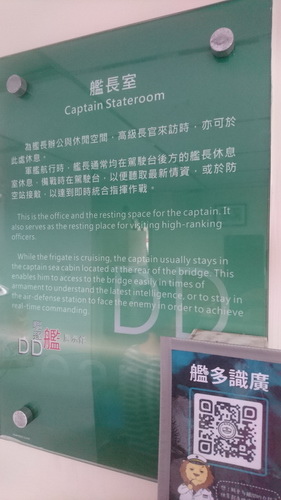 艦長室
Captain Stateroom
為艦長辦公與休閒空間，高級長官來訪時，亦可於
此處休息。
軍艦航行時，艦長通常均在駕駛台後方的艦長休息
室休息，備戰時在駕駛台，以便聽取最新情資，或於防
空站接敵，以達到即時統合指揮作戰。
This is the office and the resting space for the captain. It
also serves as the resting place for visiting high-ranking
officers.
While the frigate is cruising, the captain usually stays in
the captain sea cabin located at the rear of the bridge. This
enables him to access to the bridge easily in times of
armament to understand the latest intelligence, or to stay in
the air-defense station to face the enemy in order to achieve
real-time commanding.
DD
DD艦
艦多識廣